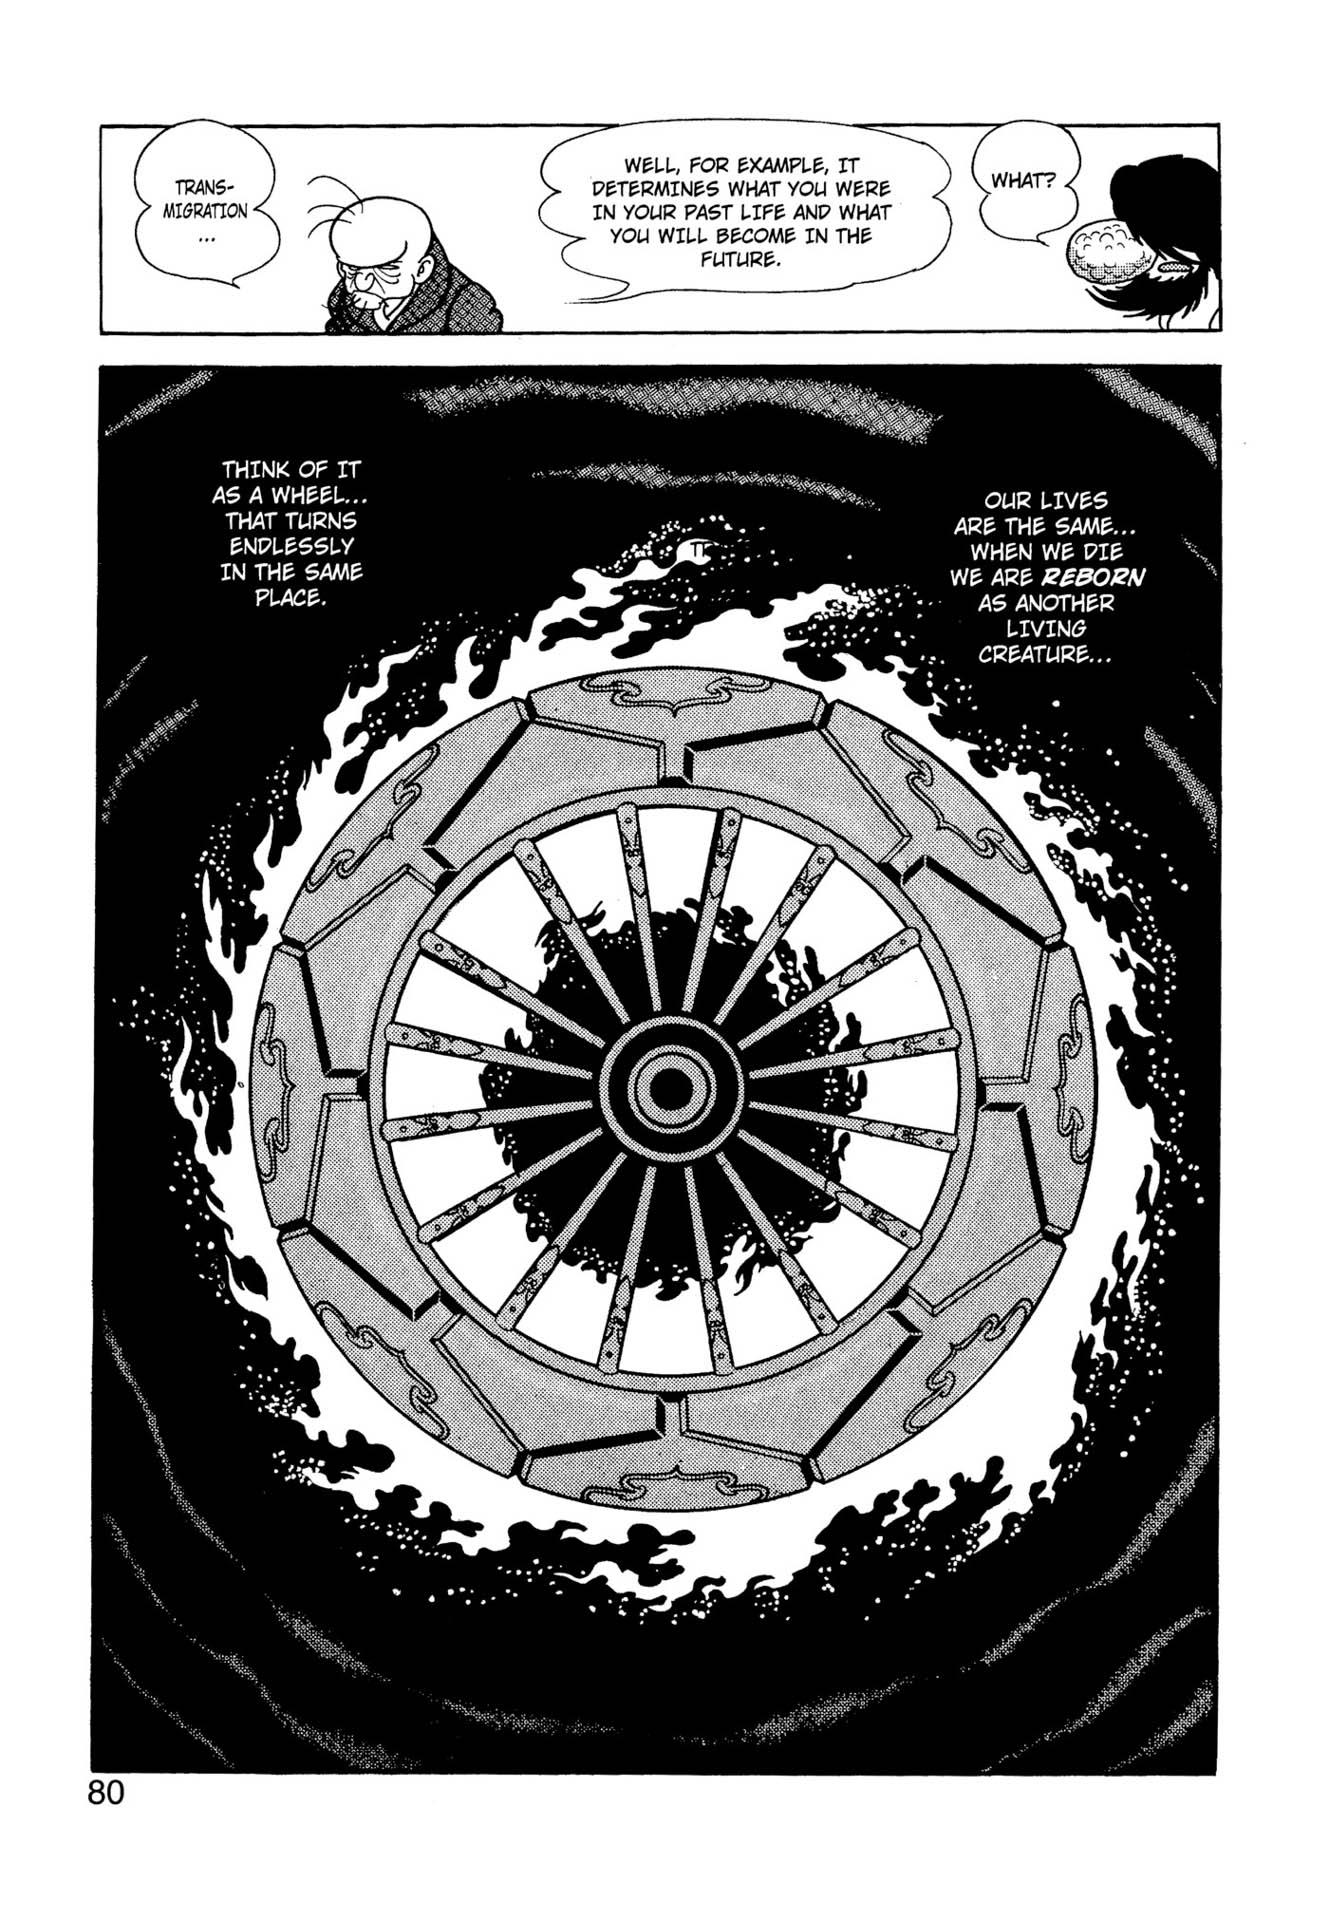 TRANS-
MIGRATION
...
WELL, FOR EXAMPLE, IT
DETERMINES WHAT YOU WERE
IN YOUR PAST LIFE AND WHAT
YOU WILL BECOME IN THE
FUTURE.
WHAT?
THINK OF IT
AS A WHEEL...
THAT TURNS
ENDLESSLY
IN THE SAME
PLACE.
OUR LIVES
ARE THE SAME...
WHEN WE DIE
WE ARE REBORN
AS ANOTHER
LIVING
CREATURE...
80